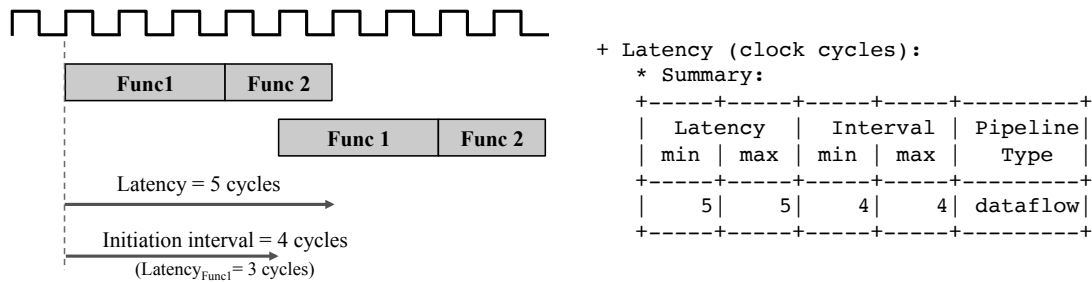 Func1 Func 2
Func 1 Func 2
Latency = 5 cycles
Initiation interval = 4 cycles
(LatencyFunc1= 3 cycles)
+ Latency (clock cycles):
* Summary:
+-----+-----+-----+-----+---------+
| Latency | Interval | Pipeline|
| min | max | min | max | Type |
+-----+-----+-----+-----+---------+
| 5| 5| 4| 4| dataflow|
+-----+-----+-----+-----+---------+